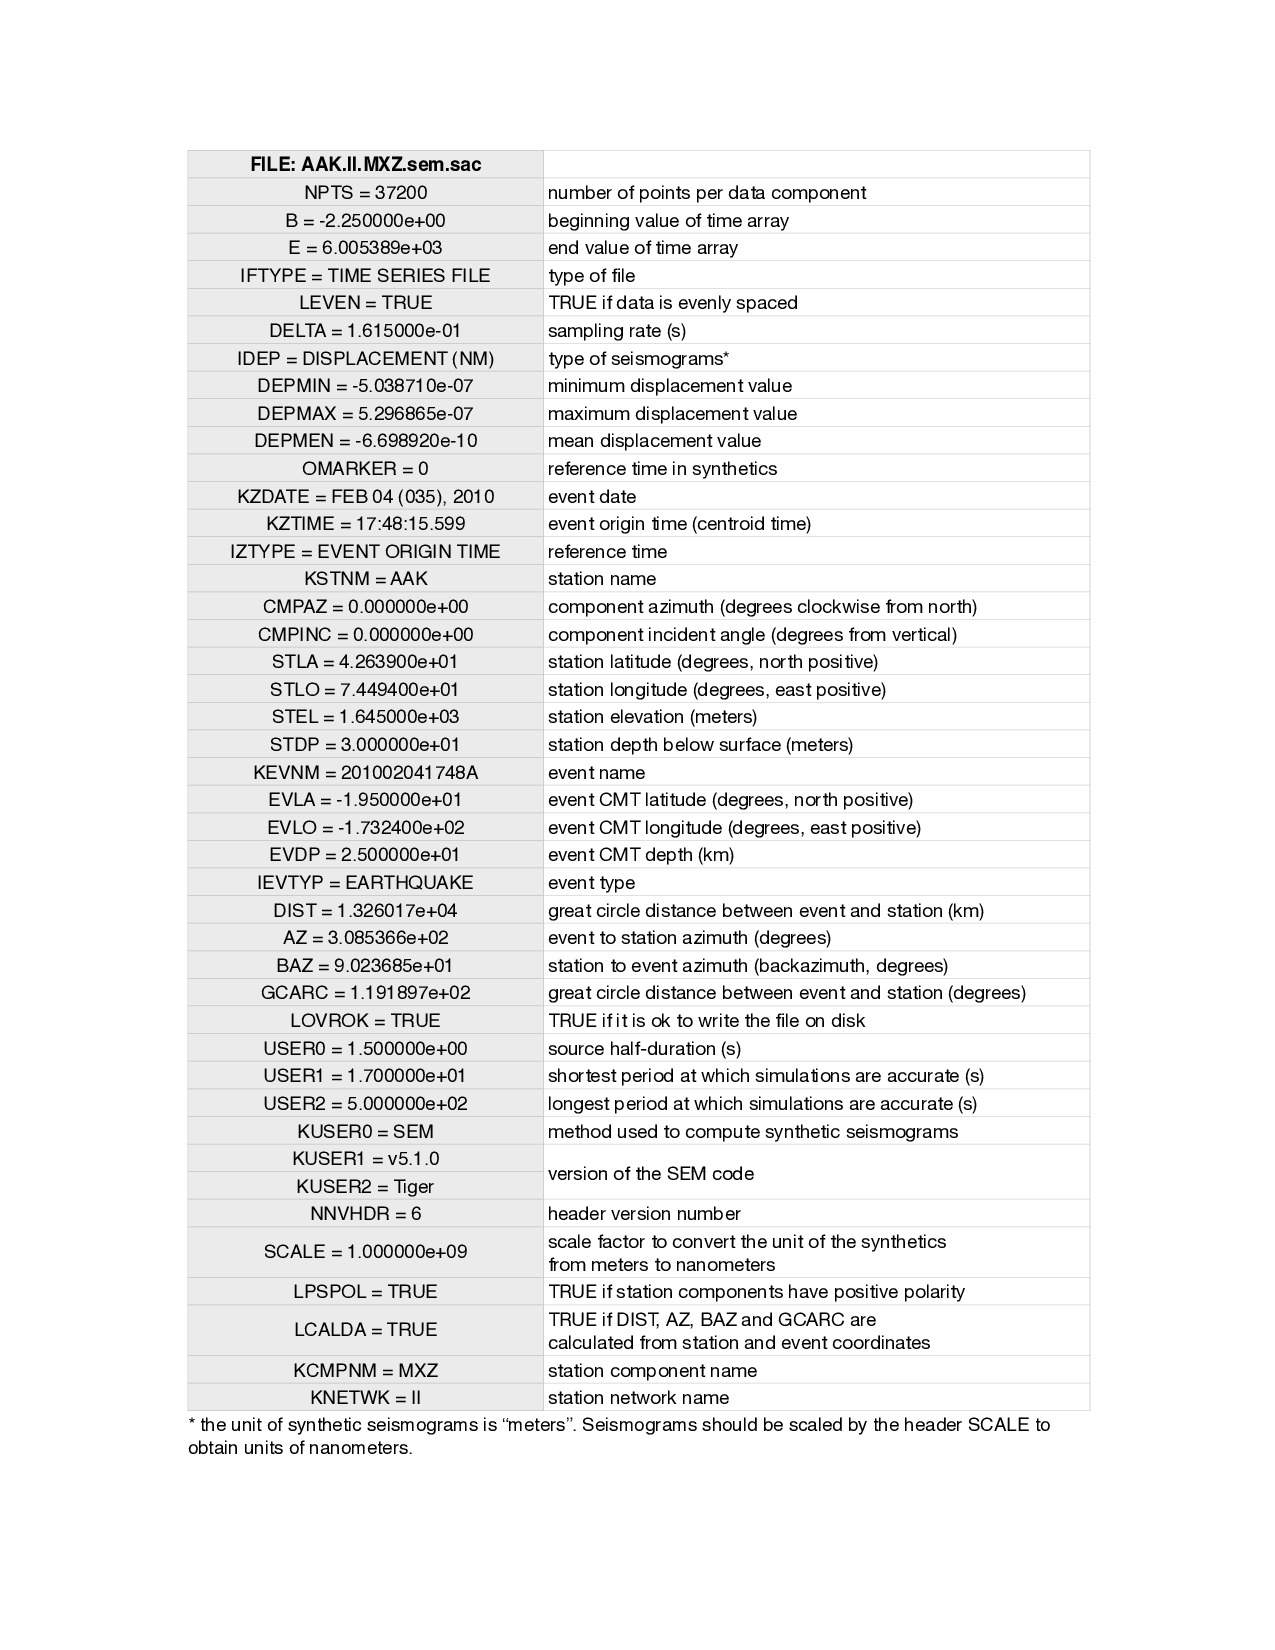 FILE: AAK.II.MXZ.sem.sac
NPTS = 37200 number of points per data component
B = -2.250000e+00 beginning value of time array
E = 6.005389e+03 end value of time array
IFTYPE = TIME SERIES FILE type of file
LEVEN = TRUE TRUE if data is evenly spaced
DELTA = 1.615000e-01 sampling rate (s)
IDEP = DISPLACEMENT (NM) type of seismograms*
DEPMIN = -5.038710e-07 minimum displacement value
DEPMAX = 5.296865e-07 maximum displacement value
DEPMEN = -6.698920e-10 mean displacement value
OMARKER = 0 reference time in synthetics
KZDATE = FEB 04 (035), 2010 event date
KZTIME = 17:48:15.599 event origin time (centroid time)
IZTYPE = EVENT ORIGIN TIME reference time
KSTNM = AAK station name
CMPAZ = 0.000000e+00 component azimuth (degrees clockwise from north)
CMPINC = 0.000000e+00 component incident angle (degrees from vertical)
STLA = 4.263900e+01 station latitude (degrees, north positive)
STLO = 7.449400e+01 station longitude (degrees, east positive)
STEL = 1.645000e+03 station elevation (meters)
STDP = 3.000000e+01 station depth below surface (meters)
KEVNM = 201002041748A event name
EVLA = -1.950000e+01 event CMT latitude (degrees, north positive)
EVLO = -1.732400e+02 event CMT longitude (degrees, east positive)
EVDP = 2.500000e+01 event CMT depth (km)
IEVTYP = EARTHQUAKE event type
DIST = 1.326017e+04 great circle distance between event and station (km)
AZ = 3.085366e+02 event to station azimuth (degrees)
BAZ = 9.023685e+01 station to event azimuth (backazimuth, degrees)
GCARC = 1.191897e+02 great circle distance between event and station (degrees)
LOVROK = TRUE TRUE if it is ok to write the file on disk
USER0 = 1.500000e+00 source half-duration (s)
USER1 = 1.700000e+01 shortest period at which simulations are accurate (s)
USER2 = 5.000000e+02 longest period at which simulations are accurate (s)
KUSER0 = SEM method used to compute synthetic seismograms
KUSER1 = v5.1.0
KUSER2 = Tiger
version of the SEM code
NNVHDR = 6 header version number
SCALE = 1.000000e+09 scale factor to convert the unit of the synthetics
from meters to nanometers
LPSPOL = TRUE TRUE if station components have positive polarity
LCALDA = TRUE TRUE if DIST, AZ, BAZ and GCARC are
calculated from station and event coordinates
KCMPNM = MXZ station component name
KNETWK = II station network name
* the unit of synthetic seismograms is “meters”. Seismograms should be scaled by the header SCALE to
obtain units of nanometers.